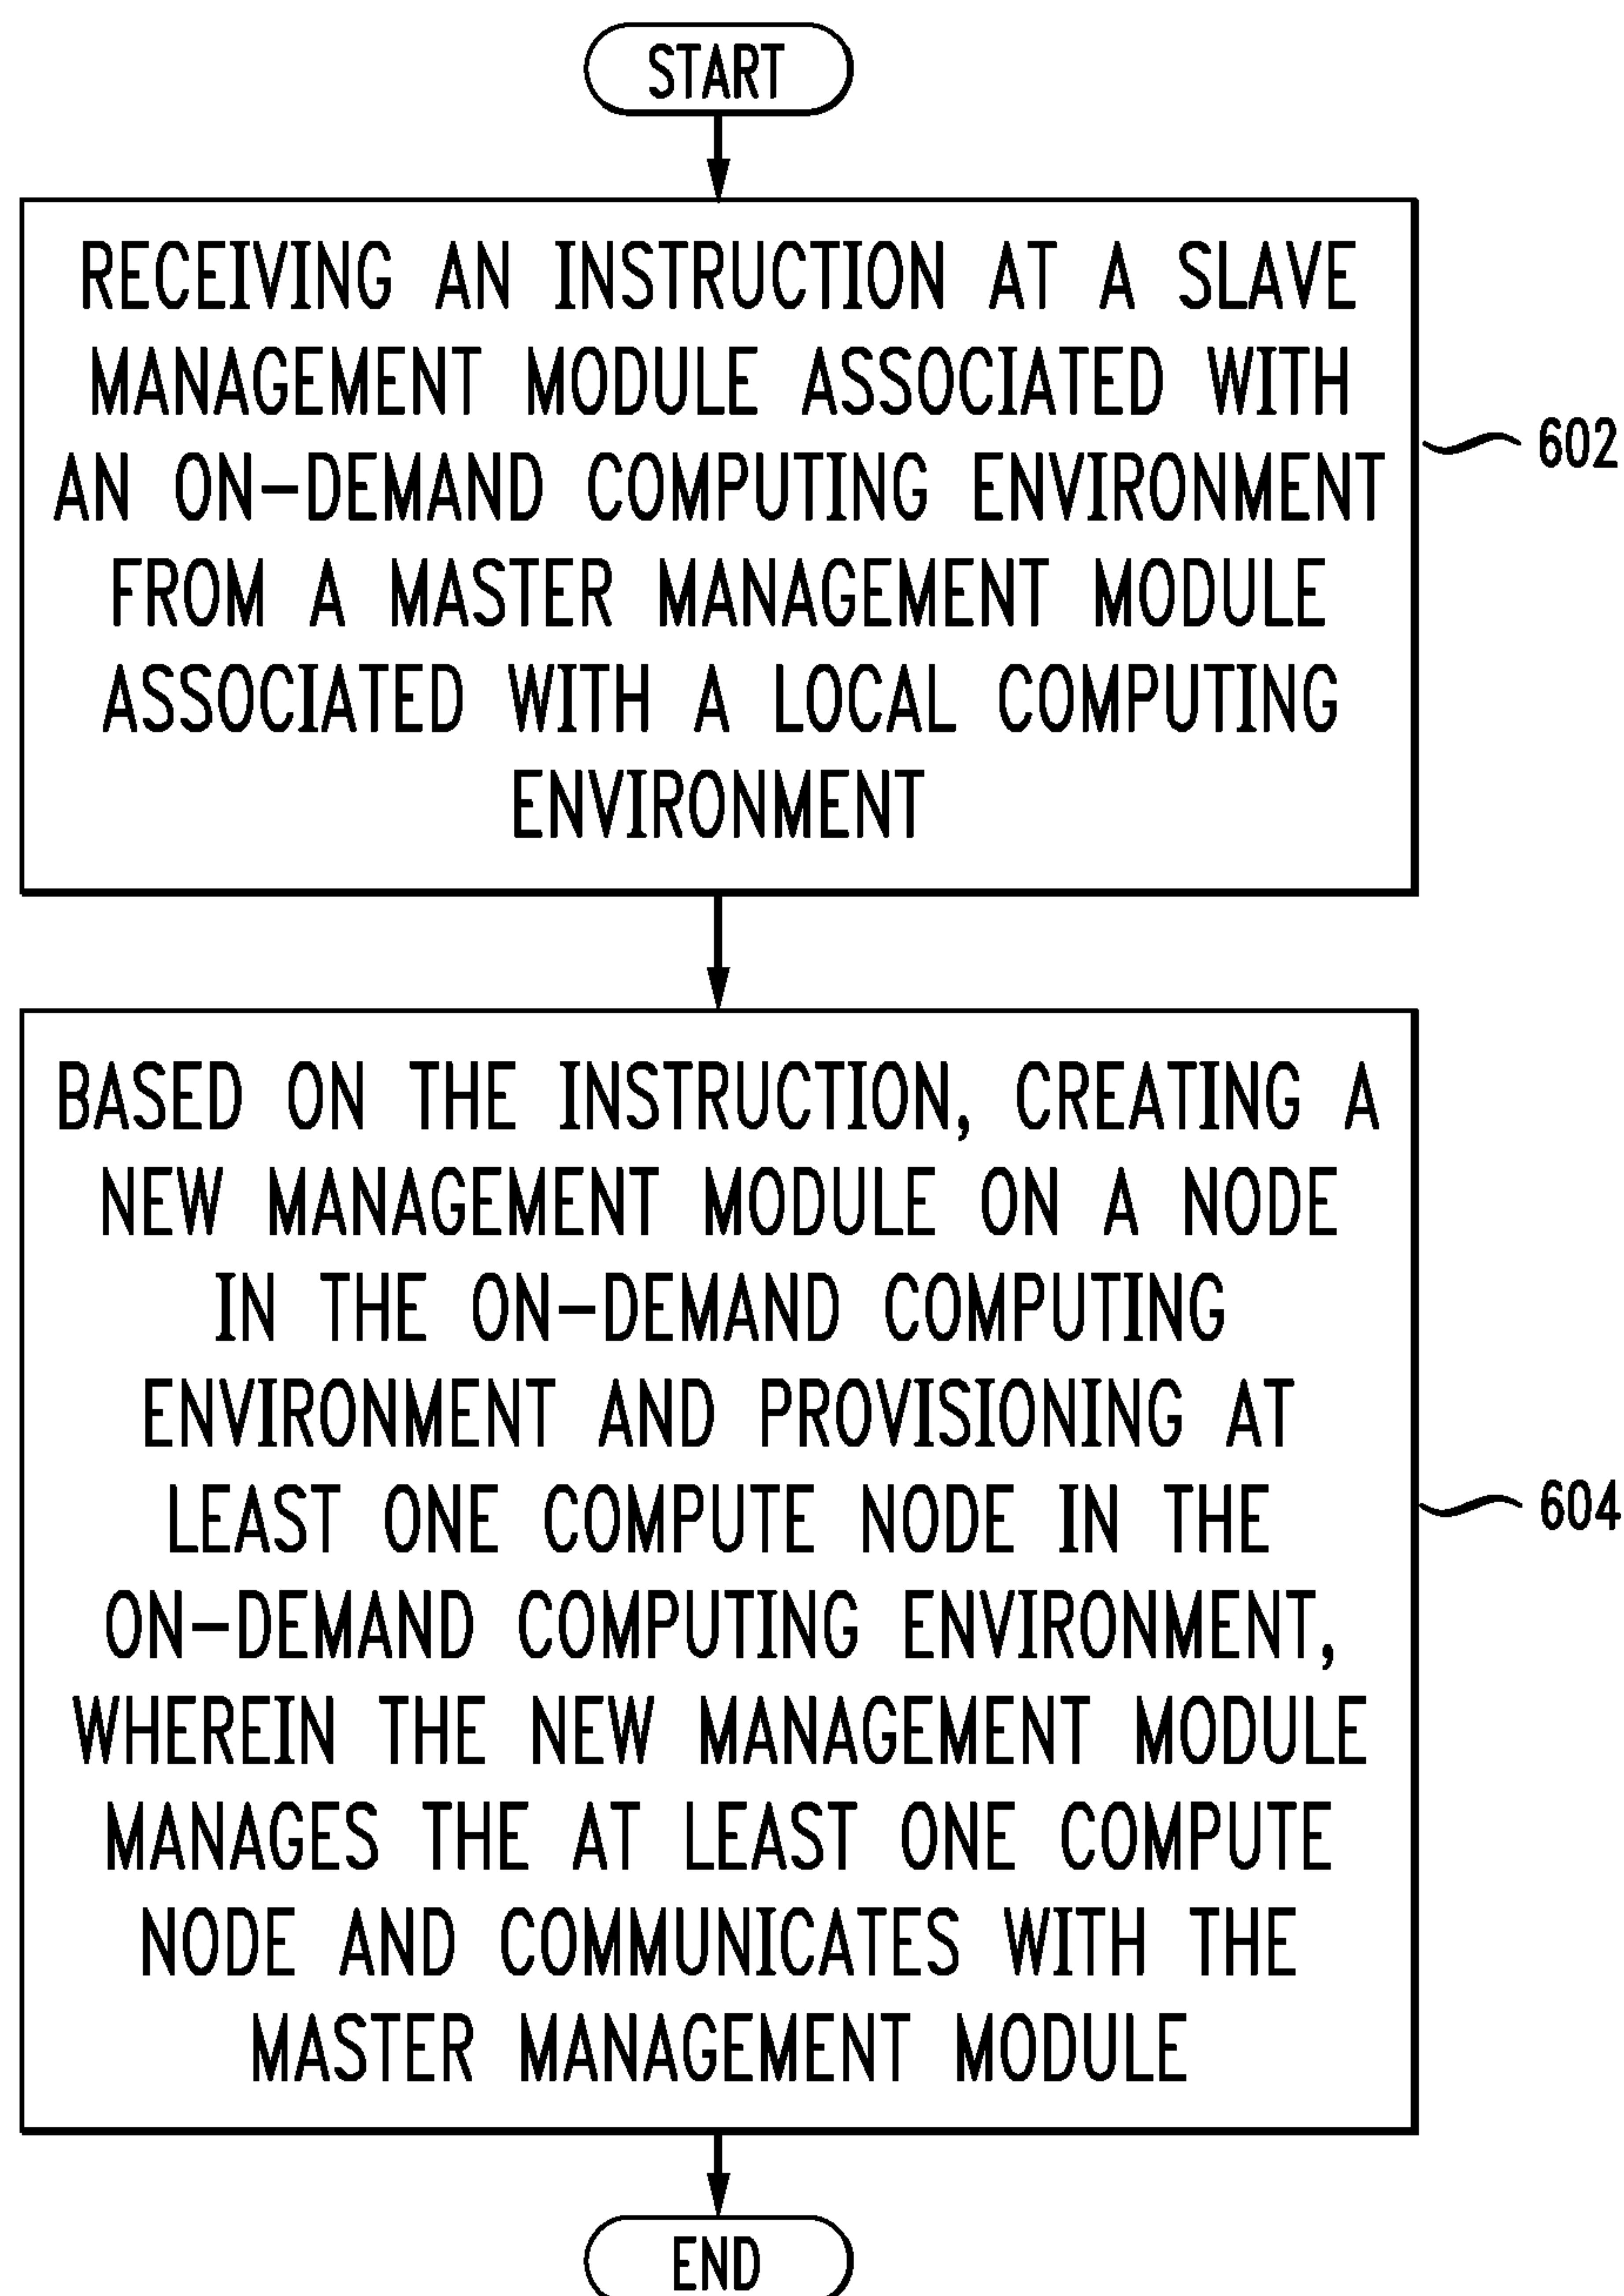 START
RECEIVING AN INSTRUCTION AT A SLAVE
MANAGEMENT MODULE ASSOCIATED WITH
AN ON-DEMAND COMPUTING ENVIRONMENT
FROM A MASTER MANAGEMENT MODULE
ASSOCIATED WITH A LOCAL COMPUTING
ENVIRONMENT
602
BASED ON THE INSTRUCTION, CREATING A
NEW MANAGEMENT MODULE ON A NODE
IN THE ON-DEMAND COMPUTING
ENVIRONMENT AND PROVISIONING AT
LEAST ONE COMPUTE NODE IN THE
ON-DEMAND COMPUTING ENVIRONMENT,
WHEREIN THE NEW MANAGEMENT MODULE
MANAGES THE AT LEAST ONE COMPUTE
NODE AND COMMUNICATES WITH THE
MASTER MANAGEMENT MODULE
604
END